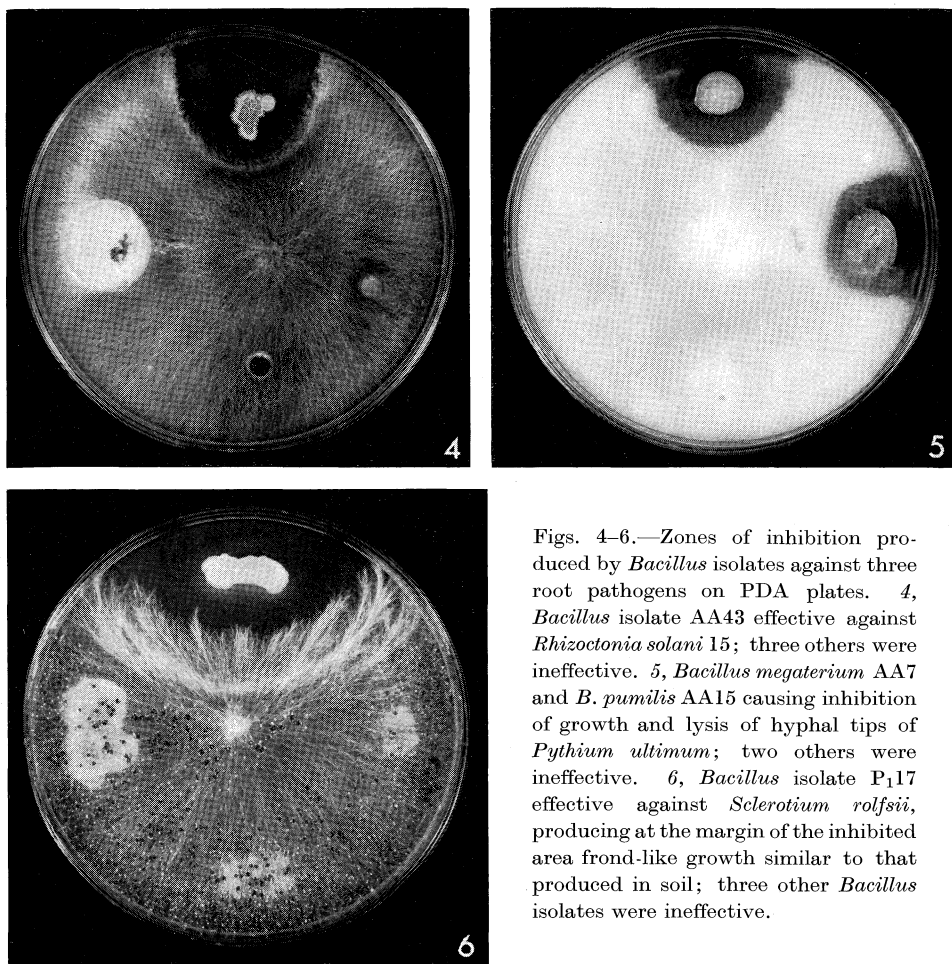 4
5
6
Figs. 4–6.—Zones of inhibition pro-
duced by Bacillus isolates against three
root pathogens on PDA plates. 4,
Bacillus isolate AA43 effective against
Rhizoctonia solani 15; three others were
ineffective. 5, Bacillus megaterium AA7
and B. pumilis AA15 causing inhibition
of growth and lysis of hyphal tips of
Pythium ultimum; two others were
ineffective. 6, Bacillus isolate P₁17
effective against Sclerotium rolfsii,
producing at the margin of the inhibited
area frond-like growth similar to that
produced in soil; three other Bacillus
isolates were ineffective.